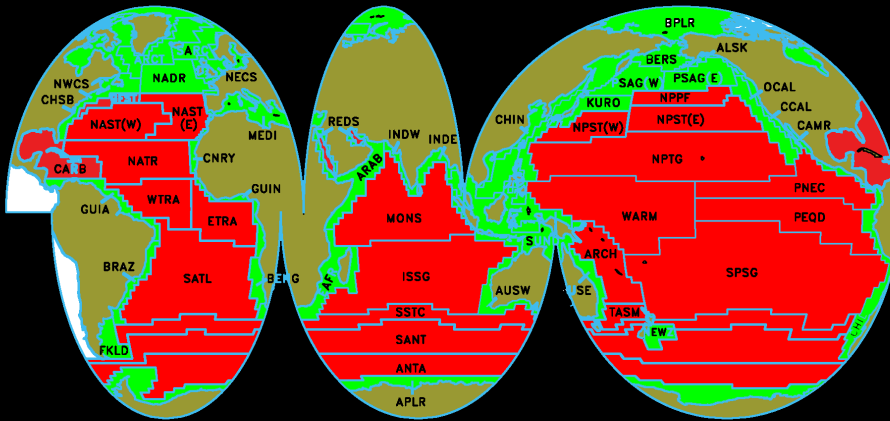 BPLR
ALSK
A
NADR
NECS
BERS
NWCS
CHSB
SAG W
PSAG E
OCAL
NAST(W)
NAST
(E)
MEDI
REDS
INDW
INDE
CHIN
KURO
NPPF
CCAL
NPST(W)
NPST(E)
CAMR
CARB
NATR
CNRY
ARAB
NPTG
GUIA
WTRA
GUIN
ETRA
MONS
WARM
PNEC
PEQD
S
BRAZ
SATL
BENG
AF
ISSG
AUSW
ARCH
SE
SPSG
SSTC
TASM
EW
CHI
FKLD
SANT
ANTA
APLR